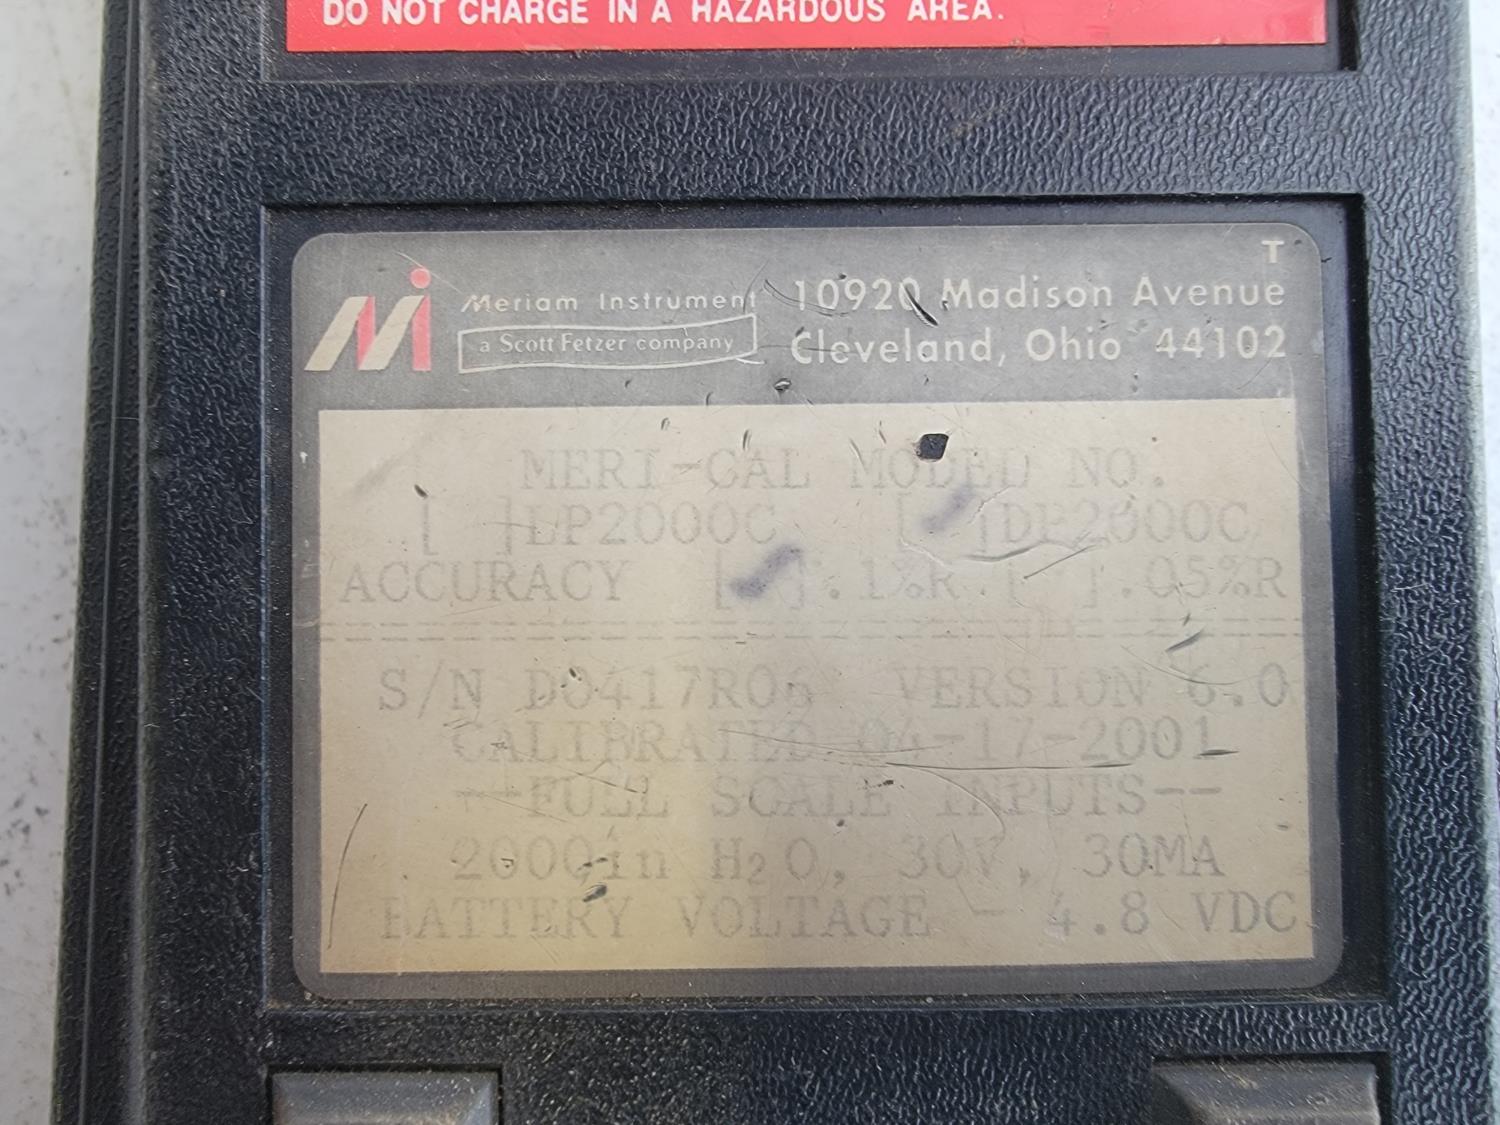 DO NOT CHARGE IN A HAZARDOUS AREA.
T
Meriam Instrument
a Scott Fetzer company
10920 Madison Avenue
Cleveland, Ohio 44102
MERI-CAL MODEL NO.
[ ]LP2000C [ ]DP2000C
ACCURACY [ ].1%R [ ].05%R
S/N VERSION 6.0
CALIBRATED 04-17-2001
--FULL SCALE INPUTS--
2000in H₂O, 30V, 30MA
BATTERY VOLTAGE - 4.8 VDC